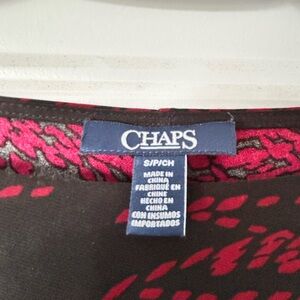 CHAPS
S/P/CH
MADE IN
CHINA
FABRIQUÉ EN
CHINE
HECHO EN
CHINA
CON INSUMOS
IMPORTADOS